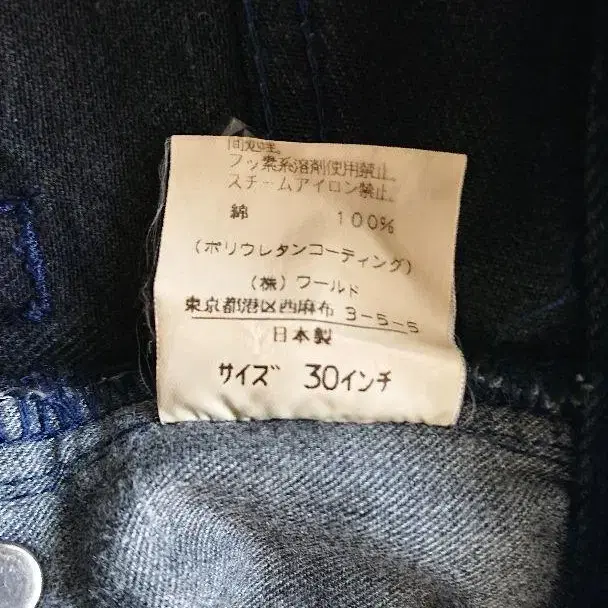 間処理。
フッ素系溶剤使用禁止。
スチームアイロン禁止。
綿 100%
(ポリウレタンコーティング)
(株)ワールド
東京都港区西麻布 3-5-5
日本製
サイズ 30インチ